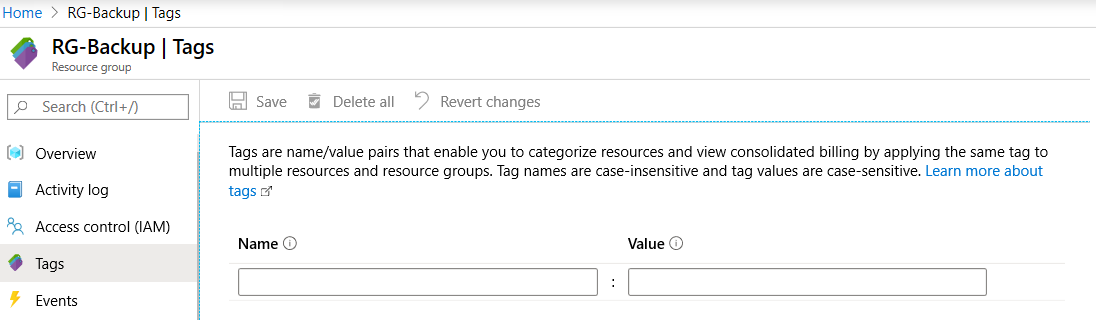 Home > RG-Backup | Tags
RG-Backup | Tags
Resource group
Search (Ctrl+/)
Save Delete all Revert changes
Overview
Activity log
Access control (IAM)
Tags
Events
Tags are name/value pairs that enable you to categorize resources and view consolidated billing by applying the same tag to
multiple resources and resource groups. Tag names are case-insensitive and tag values are case-sensitive. Learn more about
tags
Name Value
: